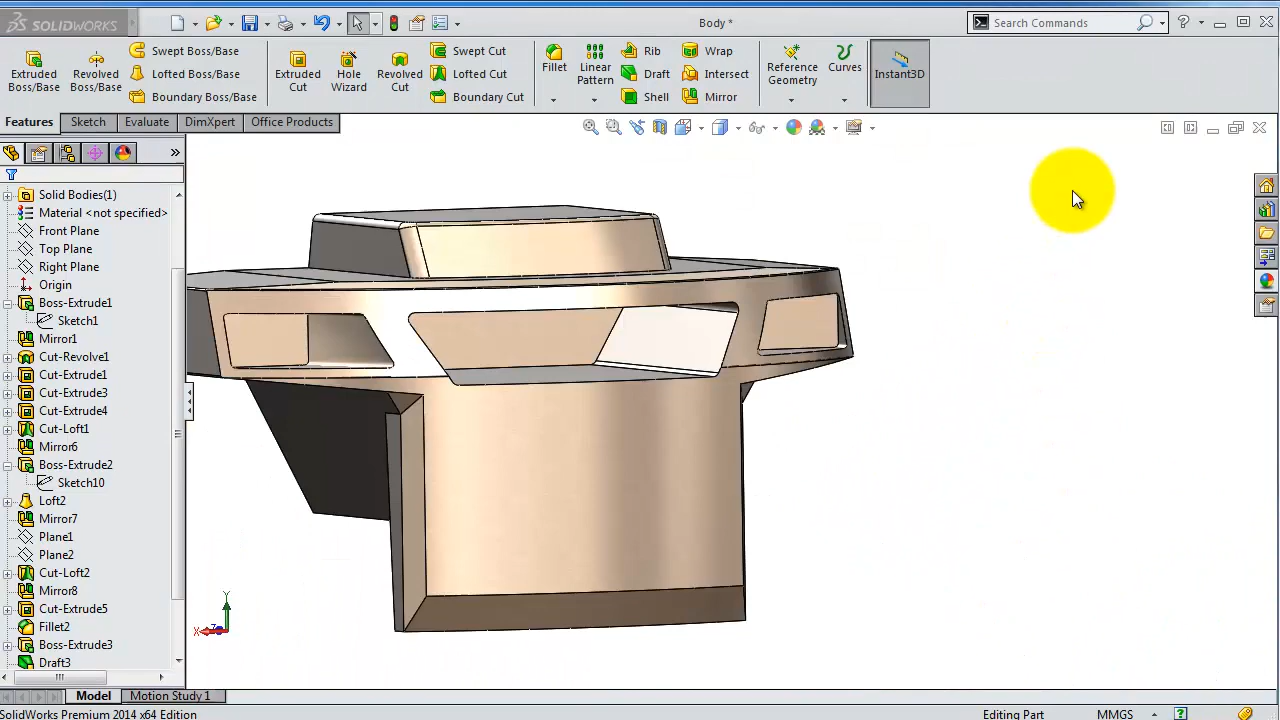 SOLIDWORKS
Body *
Search Commands
Extruded Boss/Base
Revolved Boss/Base
Swept Boss/Base
Lofted Boss/Base
Boundary Boss/Base
Extruded Cut
Hole Wizard
Revolved Cut
Swept Cut
Lofted Cut
Boundary Cut
Fillet
Linear Pattern
Rib
Draft
Shell
Wrap
Intersect
Mirror
Reference Geometry
Curves
Instant3D
Features
Sketch
Evaluate
DimXpert
Office Products
Solid Bodies(1)
Material <not specified>
Front Plane
Top Plane
Right Plane
Origin
Boss-Extrude1
Sketch1
Mirror1
Cut-Revolve1
Cut-Extrude1
Cut-Extrude3
Cut-Extrude4
Cut-Loft1
Mirror6
Boss-Extrude2
Sketch10
Loft2
Mirror7
Plane1
Plane2
Cut-Loft2
Mirror8
Cut-Extrude5
Fillet2
Boss-Extrude3
Draft3
Y
X
Z
Model
Motion Study 1
SolidWorks Premium 2014 x64 Edition
Editing Part
MMGS